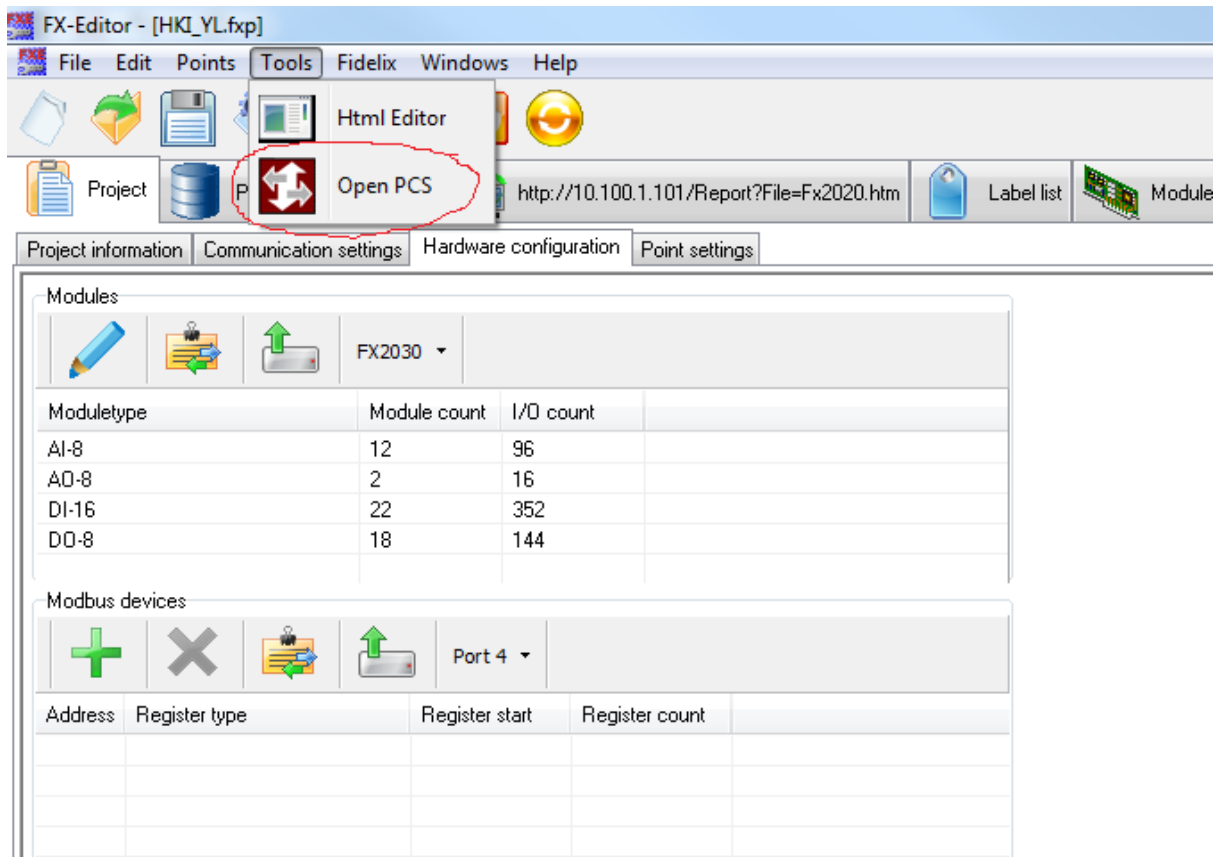 FX-Editor - [HKI_YL.fxp]
File Edit Points Tools Fidelix Windows Help
Html Editor
Open PCS
Project P http://10.100.1.101/Report?File=Fx2020.htm Label list Module
Project information Communication settings Hardware configuration Point settings
Modules
FX2030
Moduletype Module count I/O count
AI-8 12 96
AO-8 2 16
DI-16 22 352
DO-8 18 144
Modbus devices
Port 4
Address Register type Register start Register count